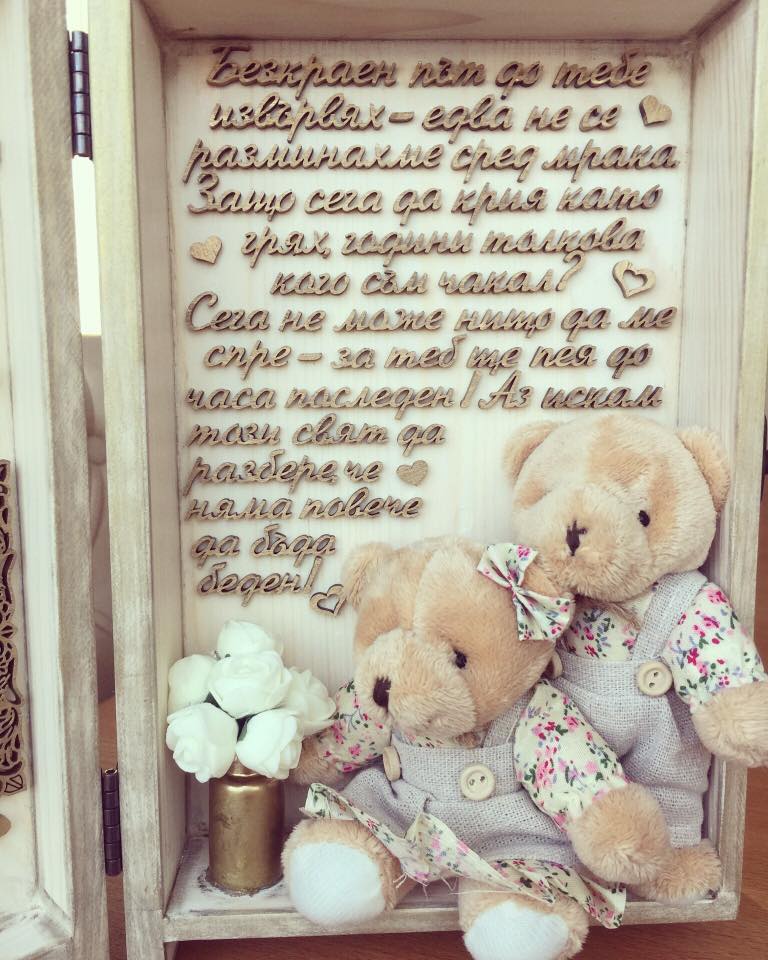 Безкраен път до тебе
извървях – едва не се
разминахме сред мрака.
Защо сега да крия като
грях, години толкова
кого съм чакал?
Сега не може нищо да ме
спре – за теб ще пея до
часа последен! Аз искам
този свят да
разбере, че
няма повече
да бъда
беден!